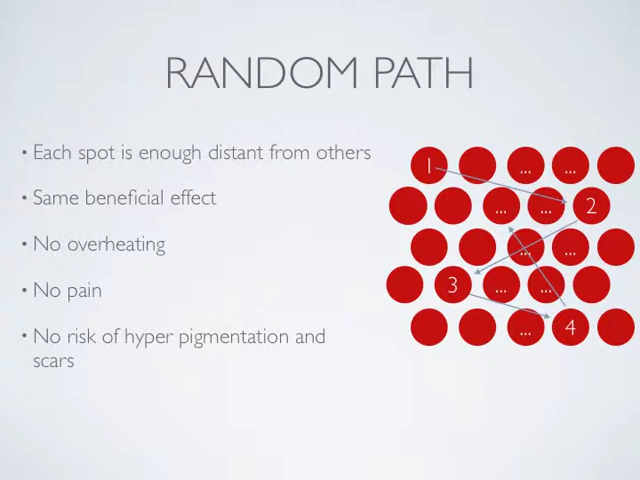 RANDOM PATH
• Each spot is enough distant from others
• Same beneficial effect
• No overheating
• No pain
• No risk of hyper pigmentation and
scars
1 ... ...
... ... 2
... ...
3 ... ...
... 4